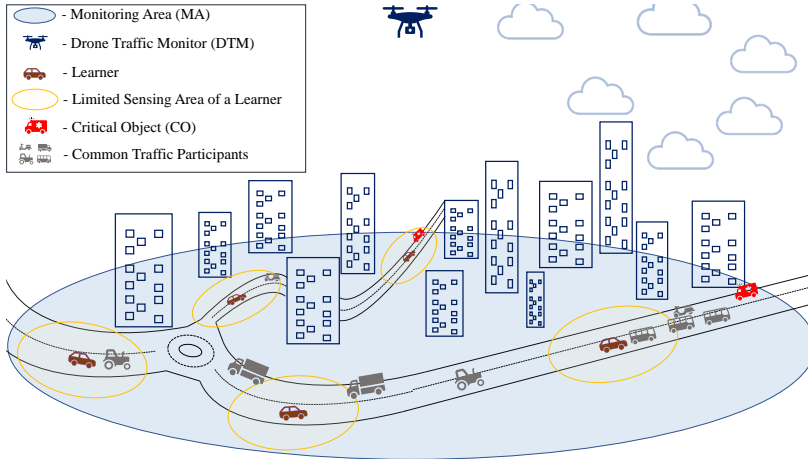 - Monitoring Area (MA)
- Drone Traffic Monitor (DTM)
- Learner
- Limited Sensing Area of a Learner
- Critical Object (CO)
- Common Traffic Participants